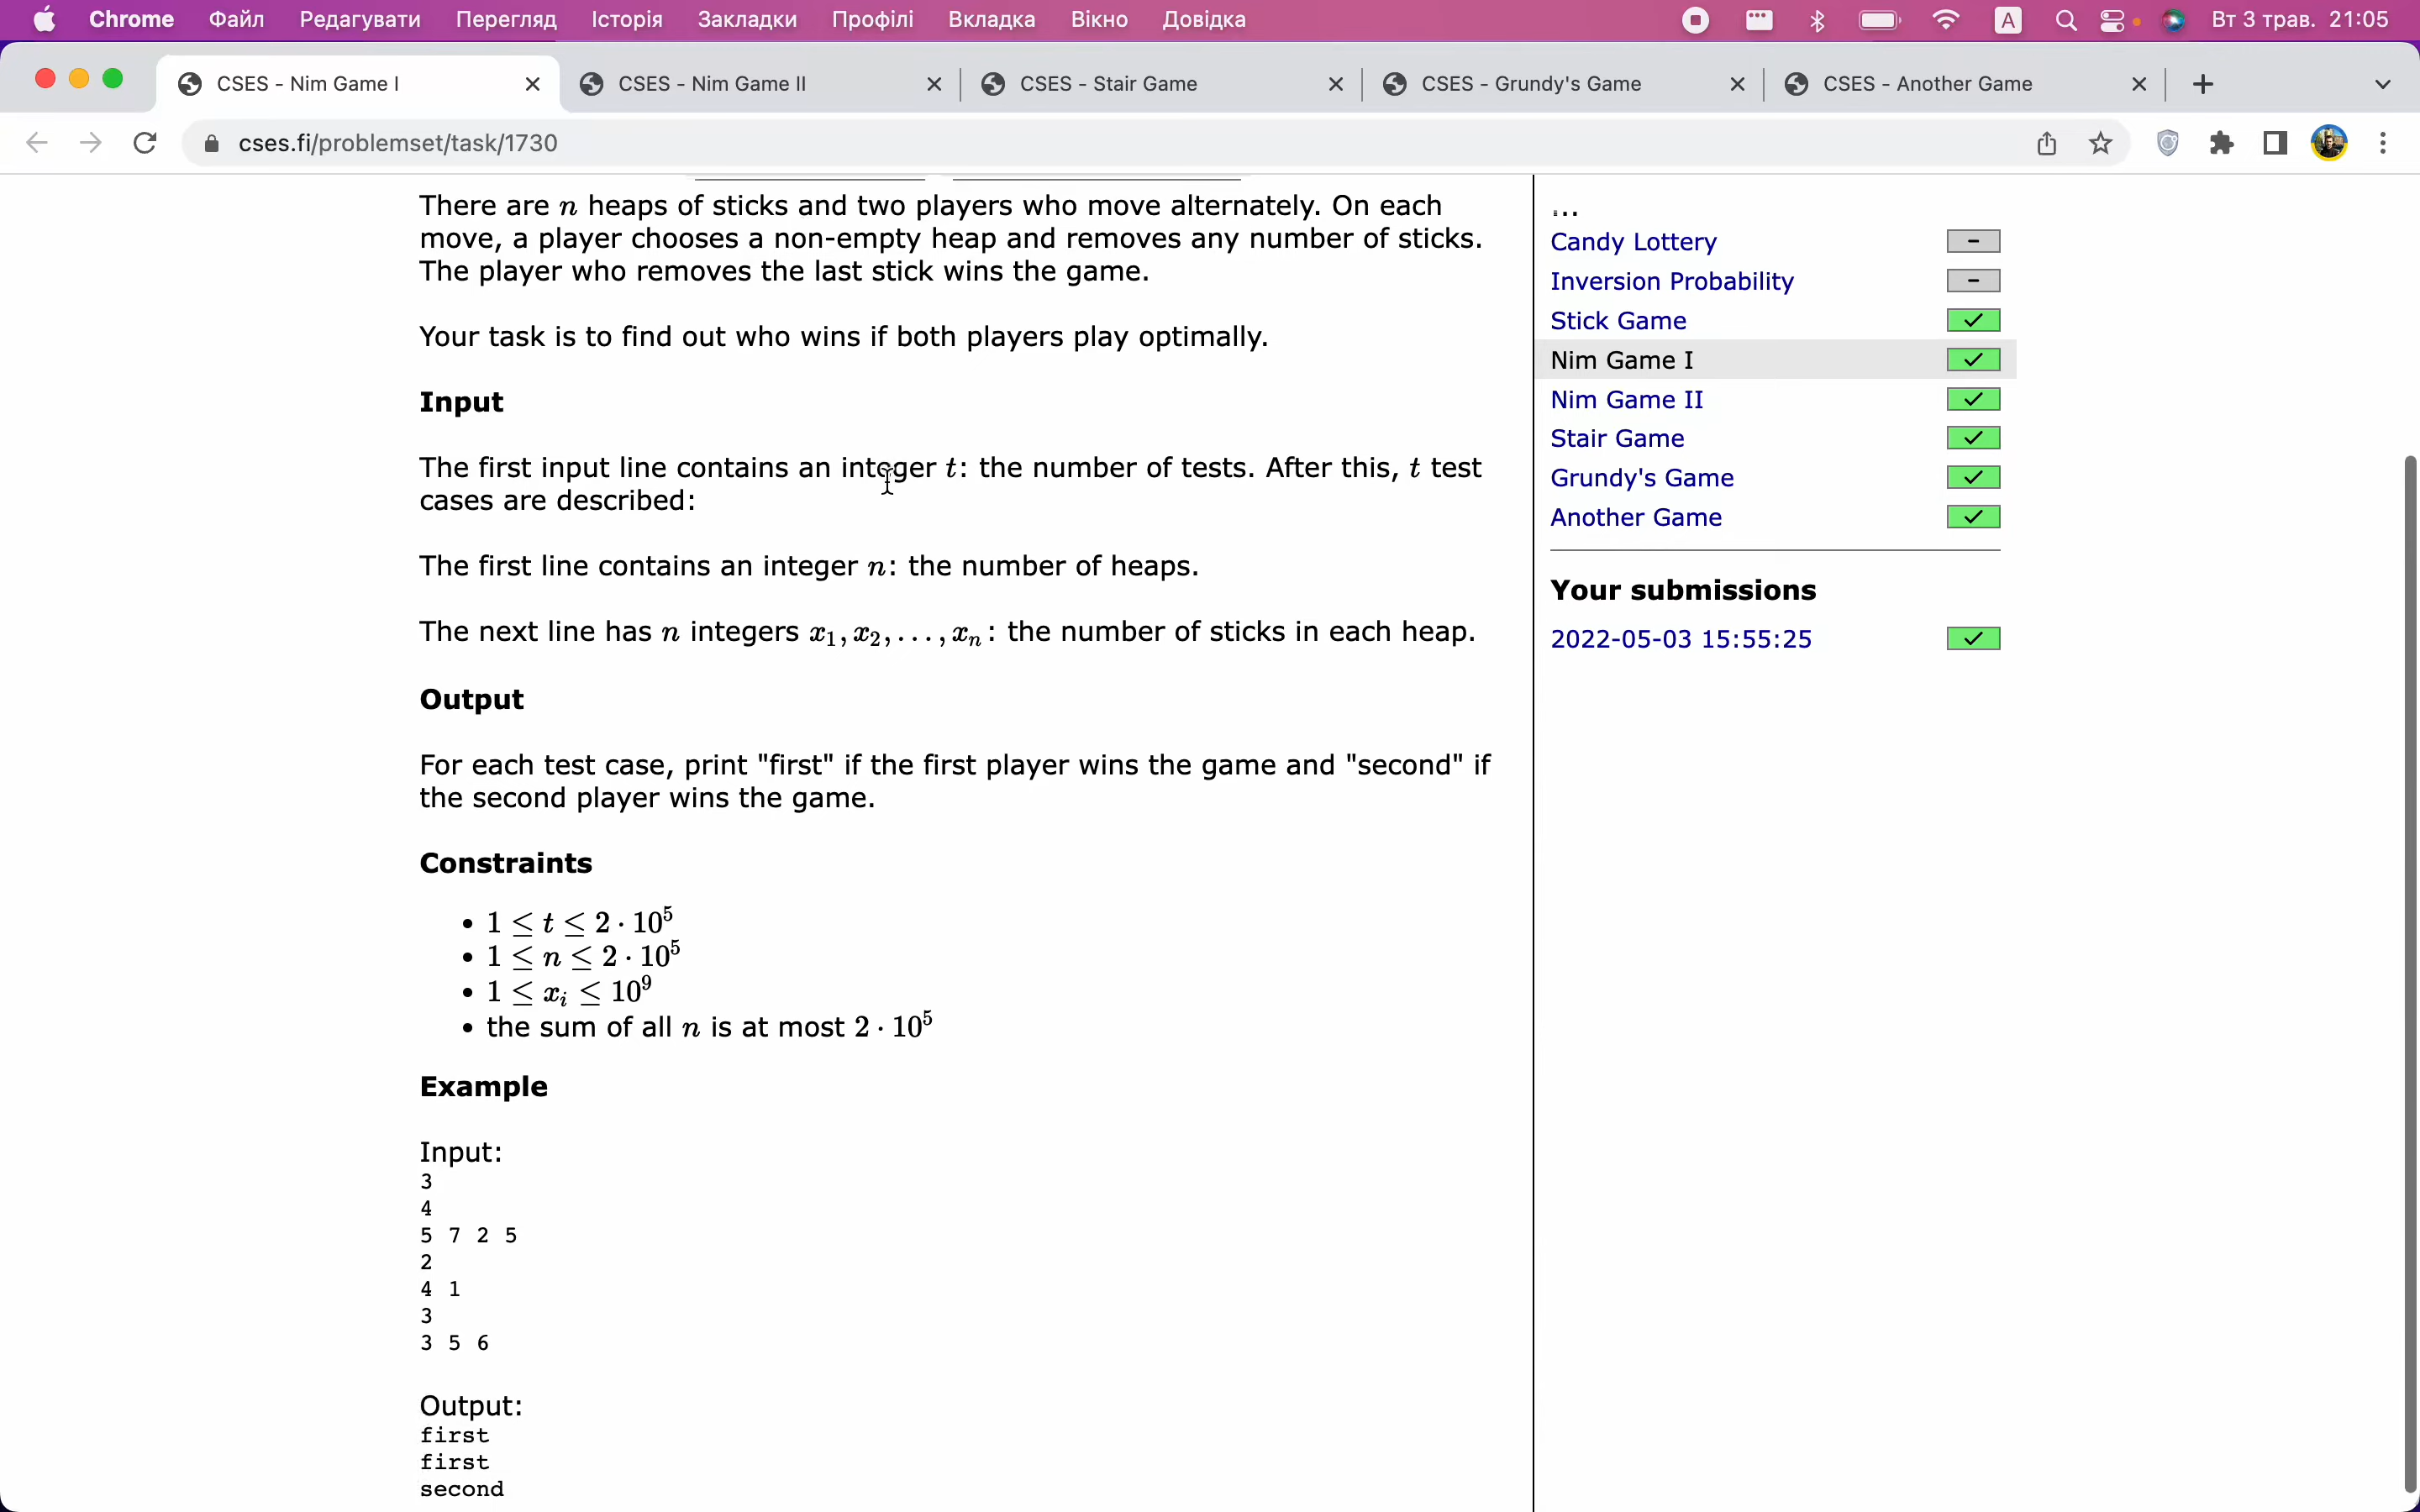 Chrome Файл Редагувати Перегляд Історія Закладки Профілі Вкладка Вікно Довідка A Вт 3 трав. 21:05
CSES - Nim Game I CSES - Nim Game II CSES - Stair Game CSES - Grundy's Game CSES - Another Game
cses.fi/problemset/task/1730
There are n heaps of sticks and two players who move alternately. On each
move, a player chooses a non-empty heap and removes any number of sticks.
The player who removes the last stick wins the game.
Your task is to find out who wins if both players play optimally.
Input
The first input line contains an integer t: the number of tests. After this, t test
cases are described:
The first line contains an integer n: the number of heaps.
The next line has n integers x₁, x₂, . . . , xₙ: the number of sticks in each heap.
Output
For each test case, print "first" if the first player wins the game and "second" if
the second player wins the game.
Constraints
• 1 ≤ t ≤ 2 · 10⁵
• 1 ≤ n ≤ 2 · 10⁵
• 1 ≤ xᵢ ≤ 10⁹
• the sum of all n is at most 2 · 10⁵
Example
Input:
3
4
5 7 2 5
2
4 1
3
3 5 6
Output:
first
first
second
...
Candy Lottery –
Inversion Probability –
Stick Game ✓
Nim Game I ✓
Nim Game II ✓
Stair Game ✓
Grundy's Game ✓
Another Game ✓
Your submissions
2022-05-03 15:55:25 ✓